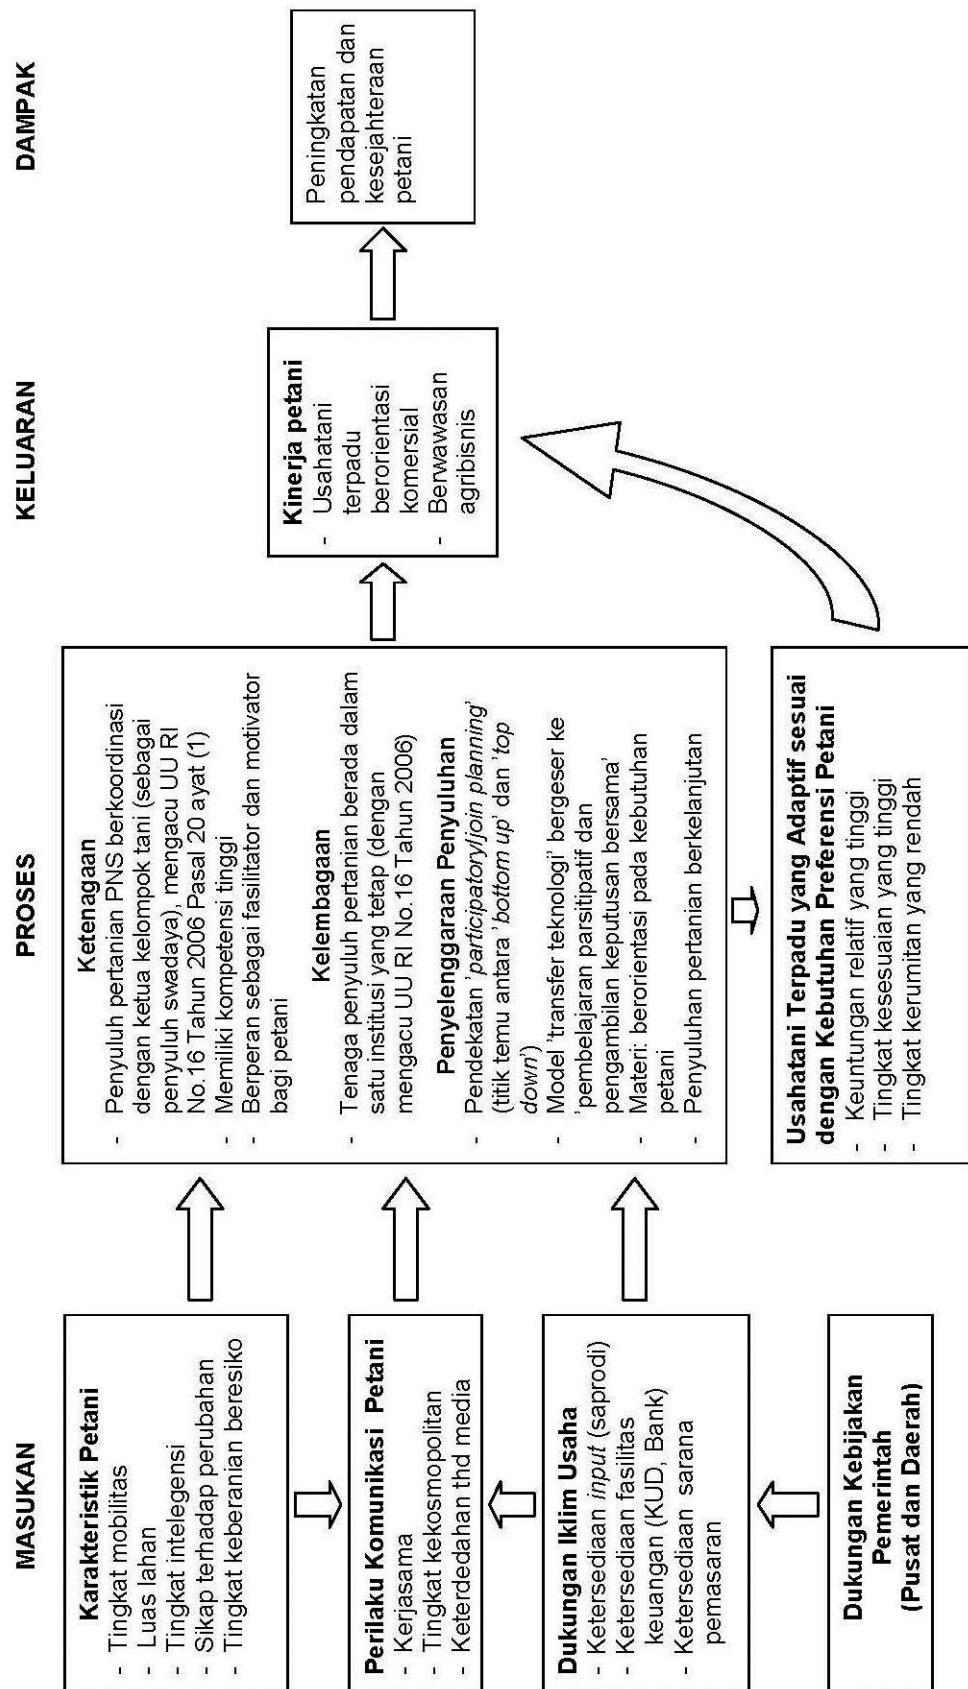 MASUKAN
PROSES
KELUARAN
DAMPAK
Karakteristik Petani
- Tingkat mobilitas
- Luas lahan
- Tingkat intelegensi
- Sikap terhadap perubahan
- Tingkat keberanian beresiko
Perilaku Komunikasi Petani
- Kerjasama
- Tingkat kekosmopolitan
- Keterdedahan thd media
Dukungan Iklim Usaha
- Ketersediaan input (saprodi)
- Ketersediaan fasilitas
keuangan (KUD, Bank)
- Ketersediaan sarana
pemasaran
Dukungan Kebijakan
Pemerintah
(Pusat dan Daerah)
Ketenagaan
- Penyuluh pertanian PNS berkoordinasi
dengan ketua kelompok tani (sebagai
penyuluh swadaya), mengacu UU RI
No.16 Tahun 2006 Pasal 20 ayat (1)
- Memiliki kompetensi tinggi
- Berperan sebagai fasilitator dan motivator
bagi petani
Kelembagaan
- Tenaga penyuluh pertanian berada dalam
satu institusi yang tetap (dengan
mengacu UU RI No.16 Tahun 2006)
Penyelenggaraan Penyuluhan
- Pendekatan 'participatory/join planning'
(titik temu antara 'bottom up' dan 'top
down')
- Model 'transfer teknologi' bergeser ke
'pembelajaran parsitipatif dan
pengambilan keputusan bersama'
- Materi: berorientasi pada kebutuhan
petani
- Penyuluhan pertanian berkelanjutan
Usahatani Terpadu yang Adaptif sesuai
dengan Kebutuhan Preferensi Petani
- Keuntungan relatif yang tinggi
- Tingkat kesesuaian yang tinggi
- Tingkat kerumitan yang rendah
Kinerja petani
- Usahatani
terpadu
berorientasi
komersial
- Berwawasan
agribisnis
Peningkatan
pendapatan dan
kesejahteraan
petani